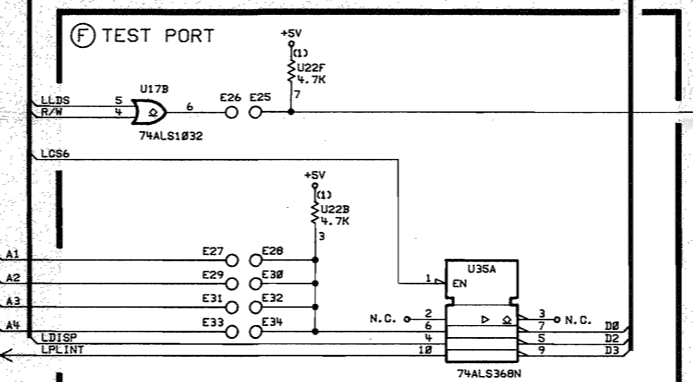 F TEST PORT
+5V
(1)
U22F
4.7K
7
U17B
LLDS 5
R/W 4
6 E26 E25
74ALS1032
LCS6
+5V
(1)
U22B
4.7K
3
A1 E27 E28
A2 E29 E30
A3 E31 E32
A4 E33 E34
U35A
1 EN
N.C. 2 3 N.C.
6 7 D0
LDISP 4 5 D2
LPLINT 10 9 D3
74ALS368N